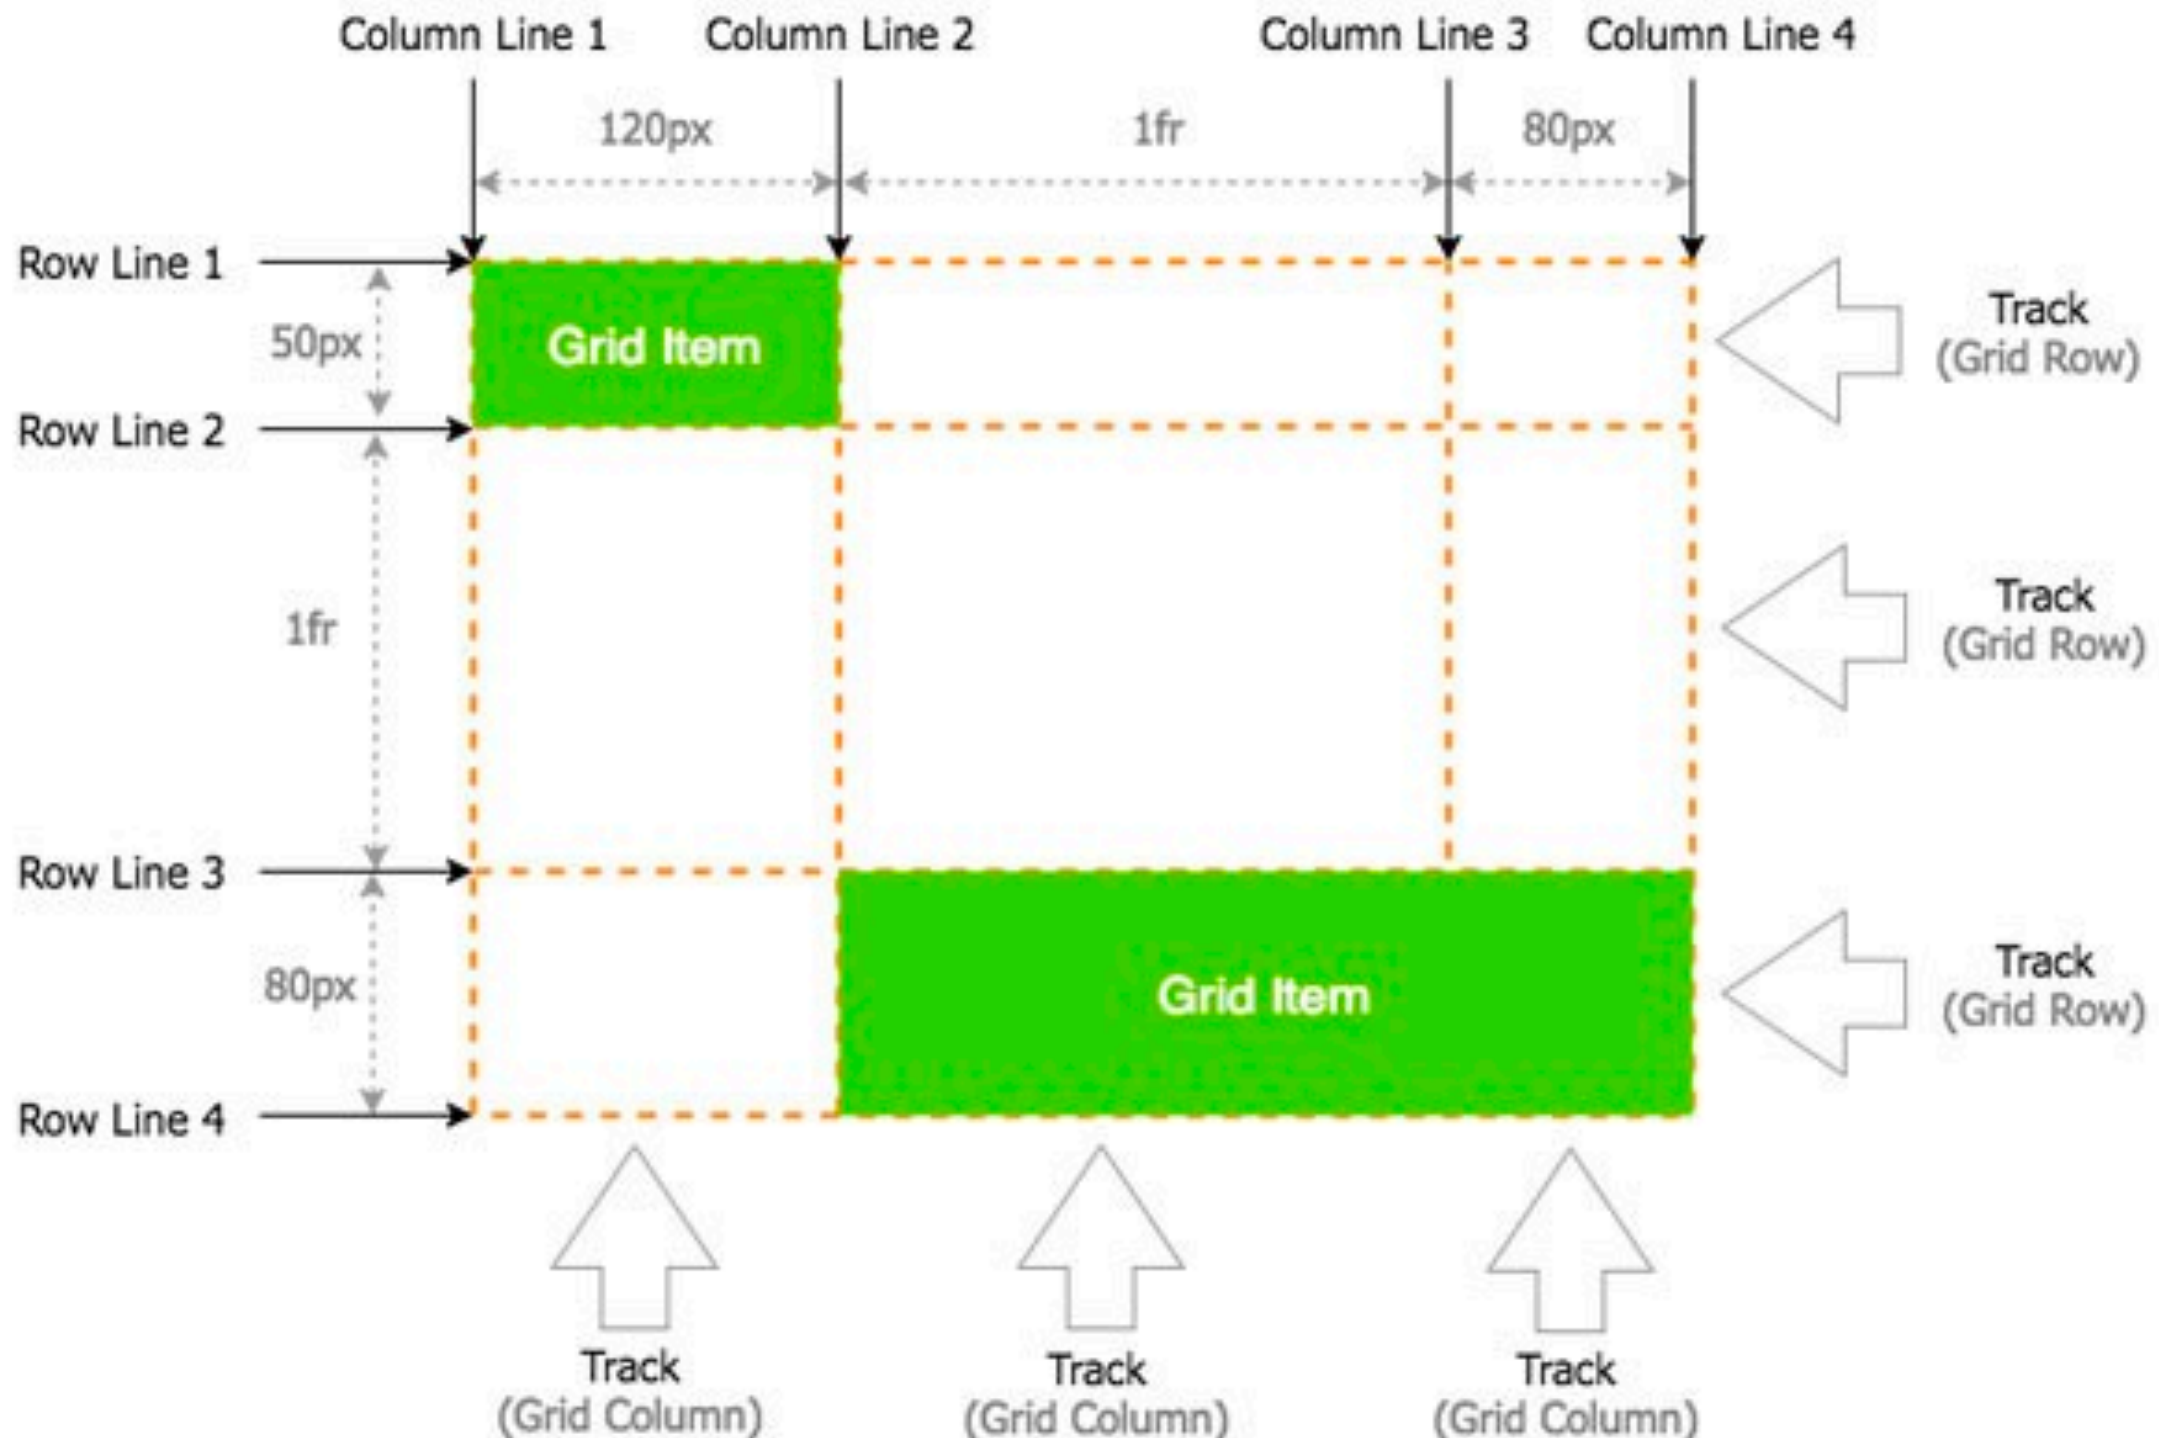 Column Line 1
Column Line 2
Column Line 3
Column Line 4
120px
1fr
80px
Row Line 1
50px
Grid Item
Track
(Grid Row)
Row Line 2
1fr
Track
(Grid Row)
Row Line 3
80px
Grid Item
Track
(Grid Row)
Row Line 4
Track
(Grid Column)
Track
(Grid Column)
Track
(Grid Column)